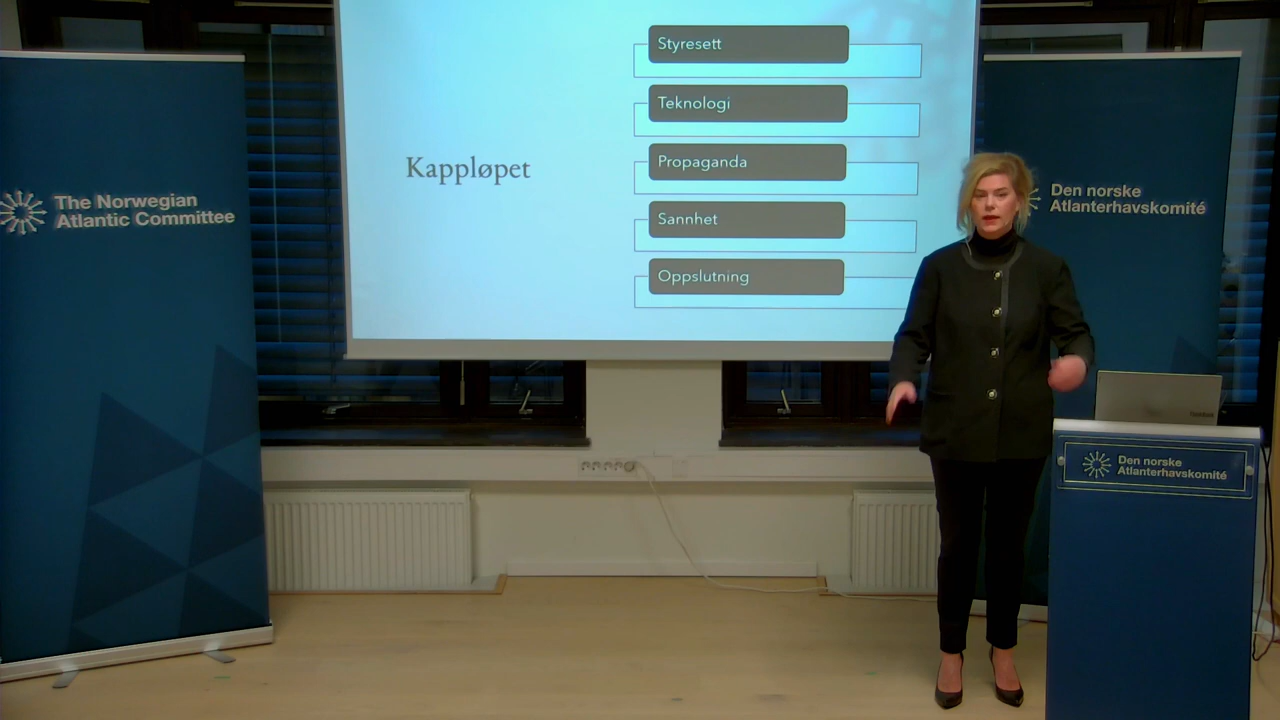 The Norwegian
Atlantic Committee
Kappløpet
Styresett
Teknologi
Propaganda
Sannhet
Oppslutning
Den norske
Atlanterhavskomité
Den norske
Atlanterhavskomité